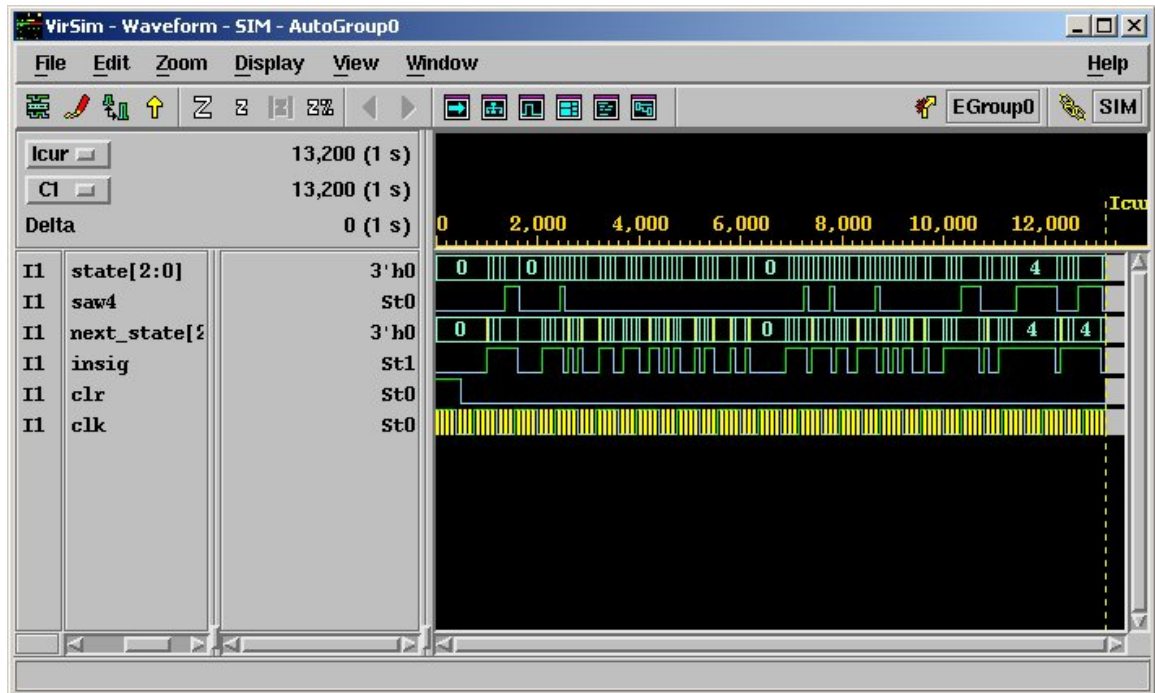 VirSim - Waveform - SIM - AutoGroup0
File Edit Zoom Display View Window Help
Z Z Z Z% EGroup0 SIM
Icur 13,200 (1 s)
C1 13,200 (1 s)
Delta 0 (1 s)
Icur
0 2,000 4,000 6,000 8,000 10,000 12,000
I1 state[2:0] 3'h0 0 0 0 4
I1 saw4 St0
I1 next_state[2 3'h0 0 0 4 4
I1 insig St1
I1 clr St0
I1 clk St0